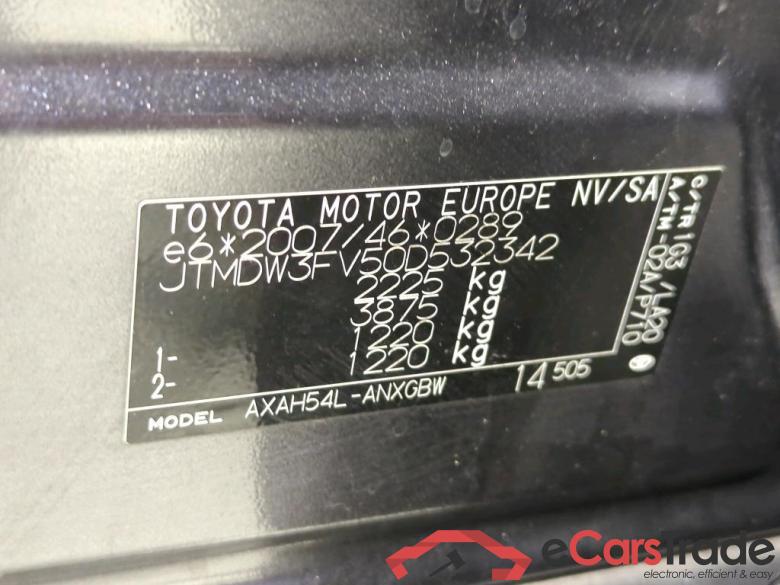 TOYOTA MOTOR EUROPE NV/SA
e6*2007/46*0289
JTMDW3FV50D532342
2225 kg
3875 kg
1- 1220 kg
2- 1220 kg
MODEL AXAH54L-ANXGBW 14 505
C/TR 1G3 /LA20
A/TM-02A/P710
eCarstrade
electronic, efficient & easy